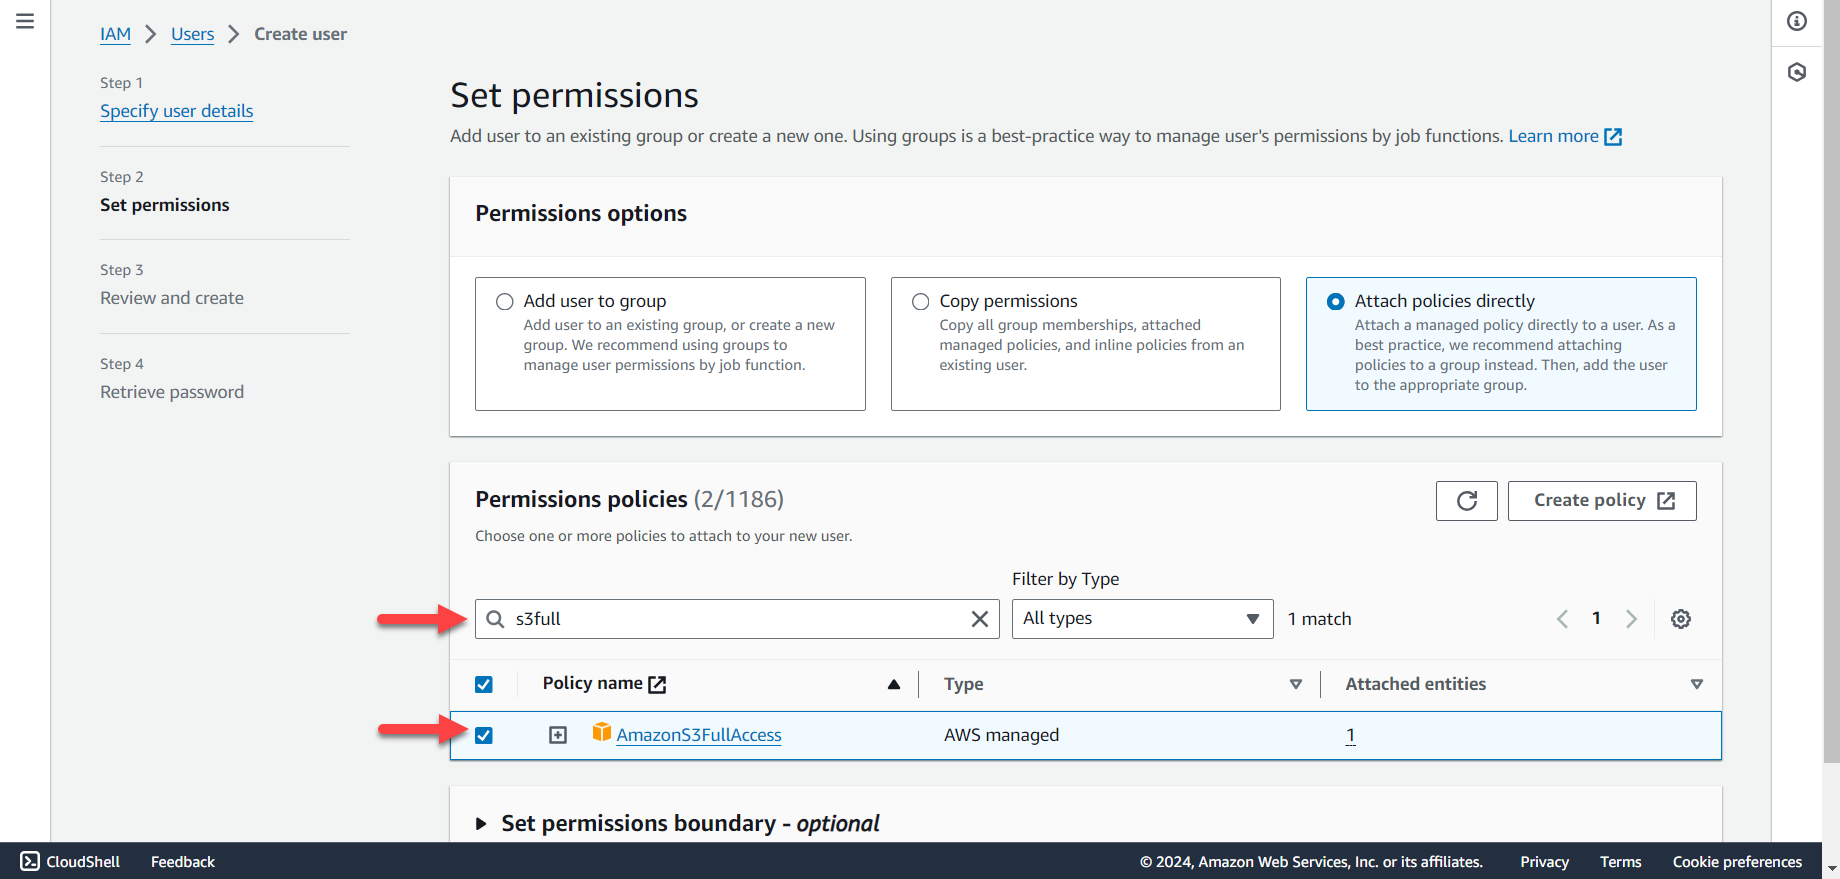 IAM > Users > Create user
Step 1
Specify user details
Step 2
Set permissions
Step 3
Review and create
Step 4
Retrieve password
Set permissions
Add user to an existing group or create a new one. Using groups is a best-practice way to manage user's permissions by job functions. Learn more
Permissions options
Add user to group
Add user to an existing group, or create a new
group. We recommend using groups to
manage user permissions by job function.
Copy permissions
Copy all group memberships, attached
managed policies, and inline policies from an
existing user.
Attach policies directly
Attach a managed policy directly to a user. As a
best practice, we recommend attaching
policies to a group instead. Then, add the user
to the appropriate group.
Permissions policies (2/1186)
Create policy
Choose one or more policies to attach to your new user.
Filter by Type
s3full
All types
1 match
1
Policy name
Type
Attached entities
AmazonS3FullAccess
AWS managed
1
Set permissions boundary - optional
CloudShell
Feedback
© 2024, Amazon Web Services, Inc. or its affiliates.
Privacy
Terms
Cookie preferences